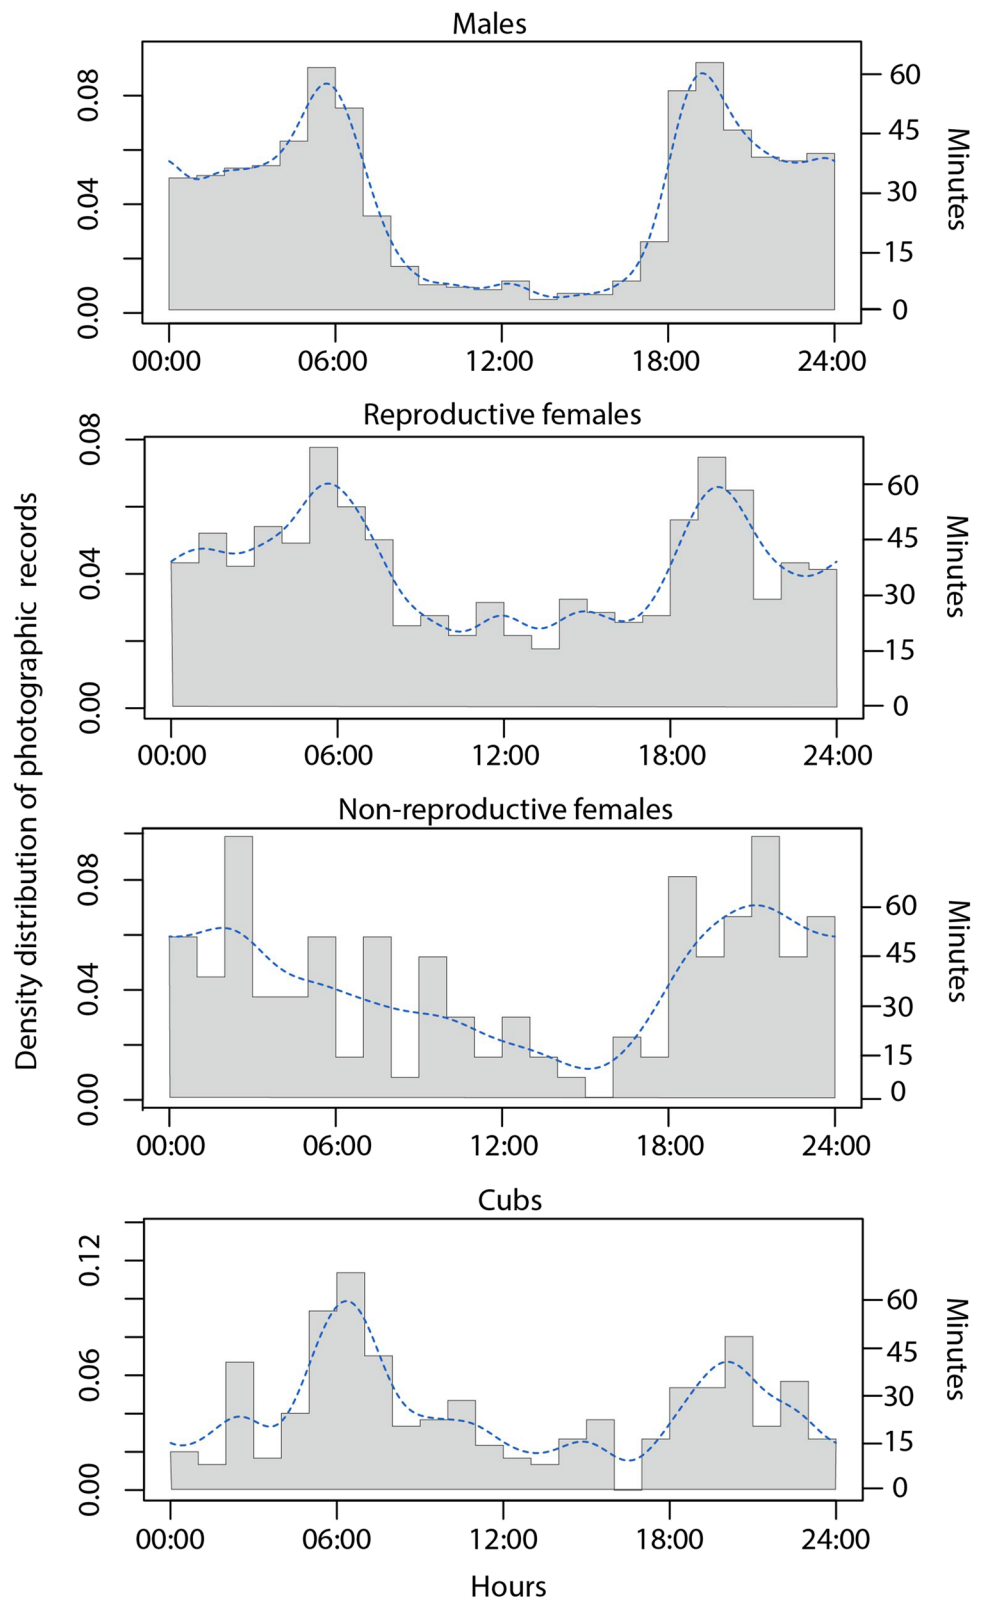 Males
0.08
0.04
0.00
60
45
30
15
0
Minutes
00:00 06:00 12:00 18:00 24:00
Reproductive females
0.08
0.04
0.00
60
45
30
15
0
Minutes
00:00 06:00 12:00 18:00 24:00
Density distribution of photographic records
Non-reproductive females
0.08
0.04
0.00
60
45
30
15
0
Minutes
00:00 06:00 12:00 18:00 24:00
Cubs
0.12
0.06
0.00
60
45
30
15
0
Minutes
00:00 06:00 12:00 18:00 24:00
Hours